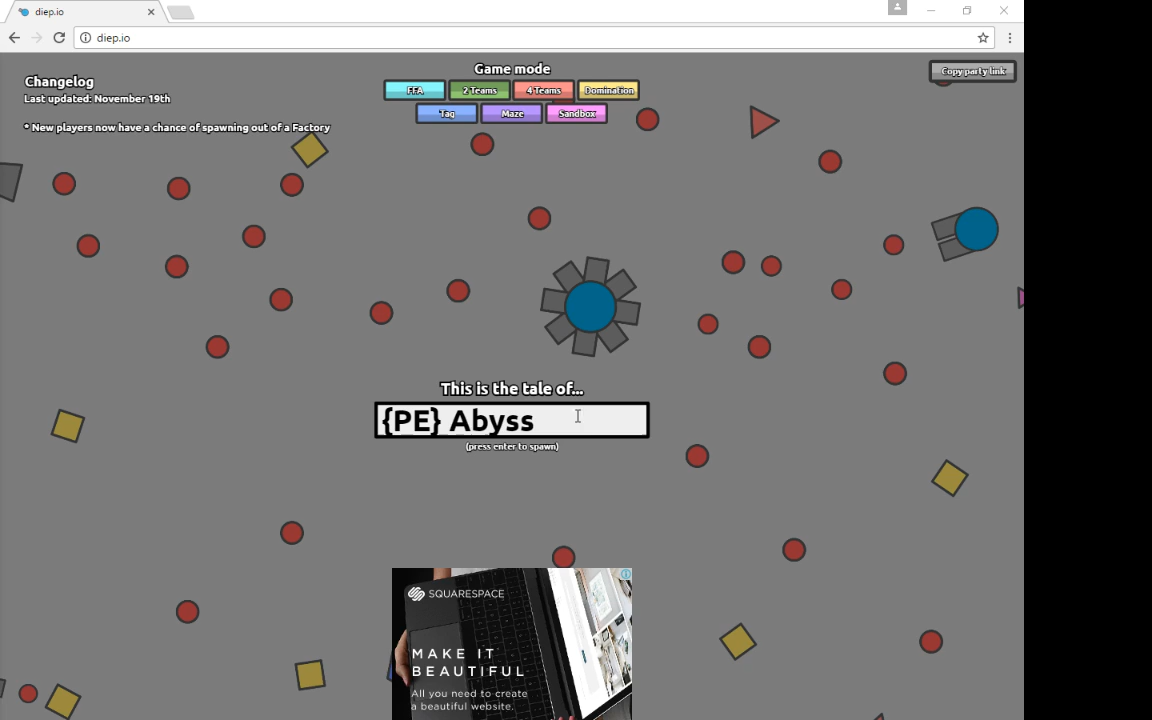 diep.io
diep.io
Changelog
Last updated: November 19th
* New players now have a chance of spawning out of a Factory
Game mode
FFA
2 Teams
4 Teams
Domination
Tag
Maze
Sandbox
Copy party link
This is the tale of...
{PE} Abyss
(press enter to spawn)
SQUARESPACE
MAKE IT
BEAUTIFUL
All you need to create
a beautiful website.